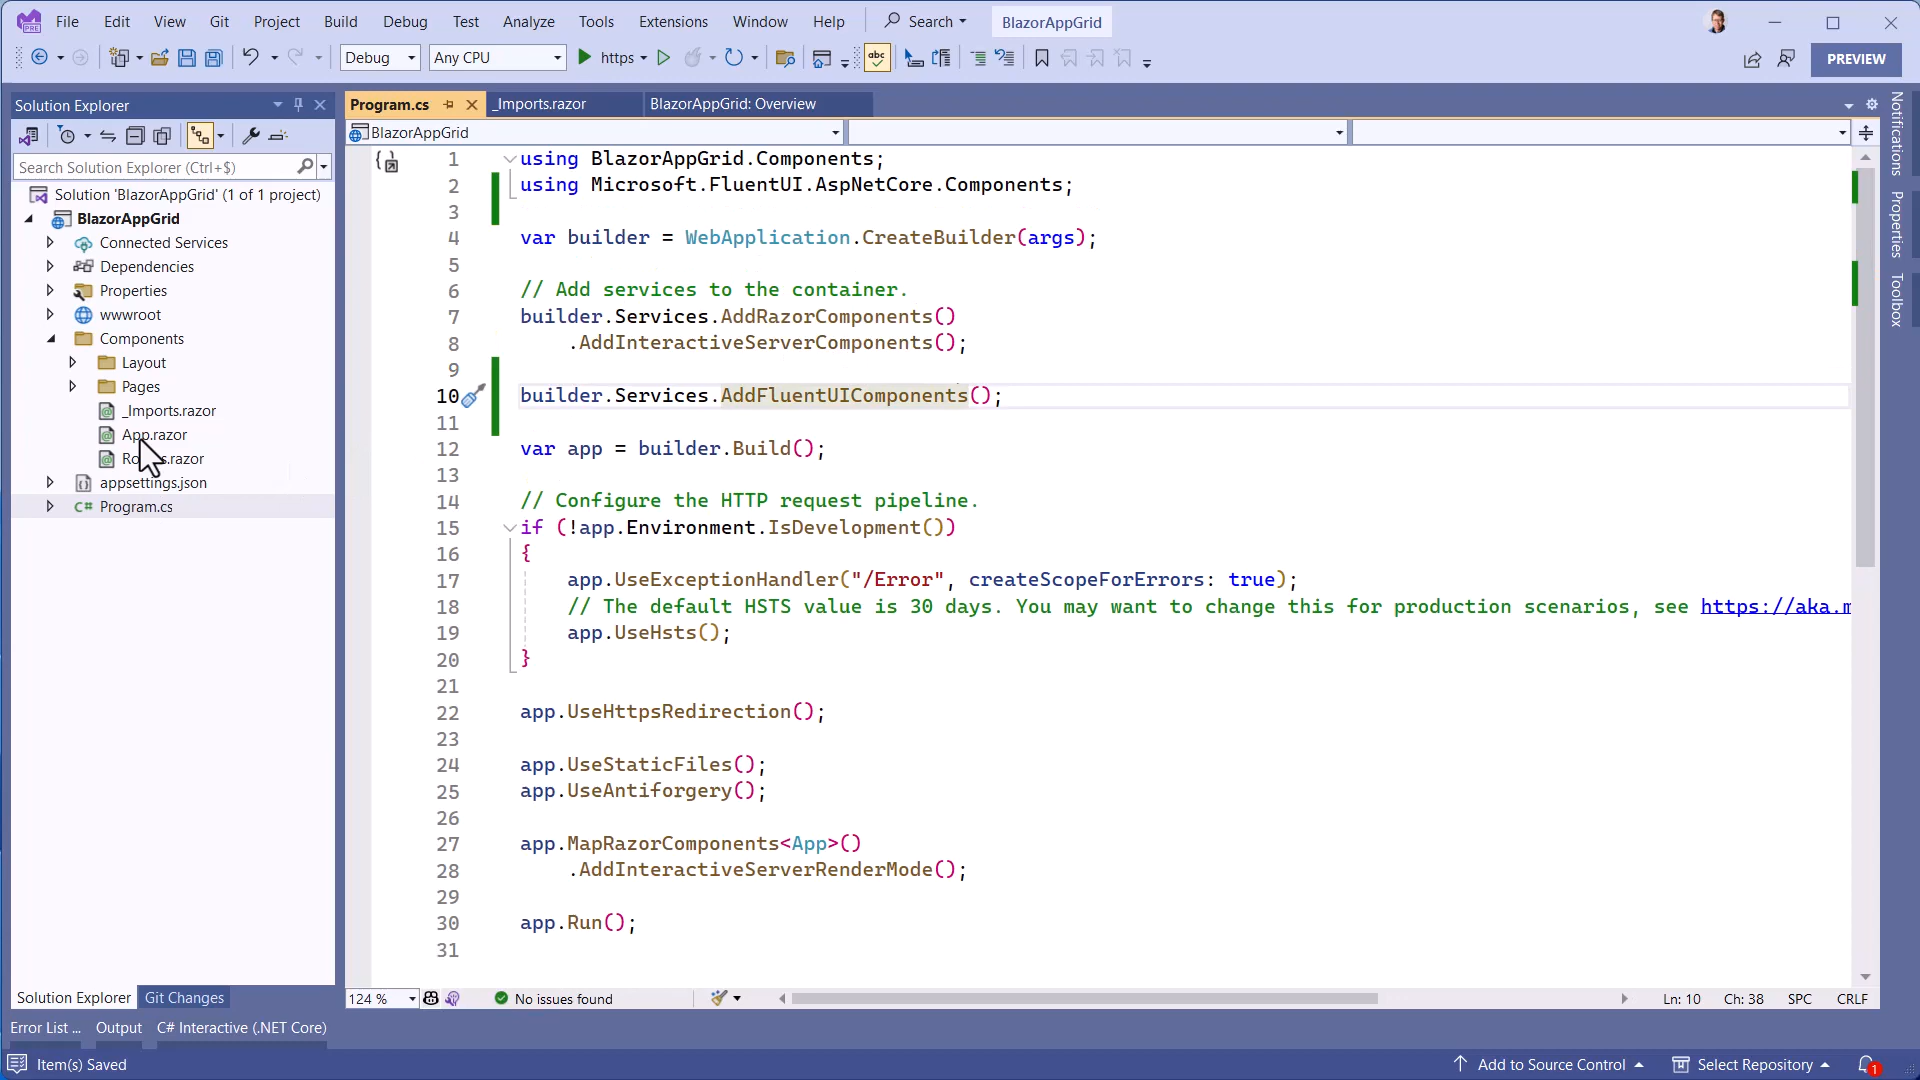 File Edit View Git Project Build Debug Test Analyze Tools Extensions Window Help Search BlazorAppGrid
Debug Any CPU https abc PREVIEW
Solution Explorer
Search Solution Explorer (Ctrl+$)
Solution 'BlazorAppGrid' (1 of 1 project)
BlazorAppGrid
Connected Services
Dependencies
Properties
wwwroot
Components
Layout
Pages
_Imports.razor
App.razor
.razor
appsettings.json
C# Program.cs
Solution Explorer Git Changes
Program.cs _Imports.razor BlazorAppGrid: Overview
BlazorAppGrid
1 using BlazorAppGrid.Components;
2 using Microsoft.FluentUI.AspNetCore.Components;
3
4 var builder = WebApplication.CreateBuilder(args);
5
6 // Add services to the container.
7 builder.Services.AddRazorComponents()
8 .AddInteractiveServerComponents();
9
10 builder.Services.AddFluentUIComponents();
11
12 var app = builder.Build();
13
14 // Configure the HTTP request pipeline.
15 if (!app.Environment.IsDevelopment())
16 {
17 app.UseExceptionHandler("/Error", createScopeForErrors: true);
18 // The default HSTS value is 30 days. You may want to change this for production scenarios, see https://aka.m
19 app.UseHsts();
20 }
21
22 app.UseHttpsRedirection();
23
24 app.UseStaticFiles();
25 app.UseAntiforgery();
26
27 app.MapRazorComponents<App>()
28 .AddInteractiveServerRenderMode();
29
30 app.Run();
31
124 % No issues found Ln: 10 Ch: 38 SPC CRLF
Notifications
Properties
Toolbox
Error List ... Output C# Interactive (.NET Core)
Item(s) Saved Add to Source Control Select Repository 1